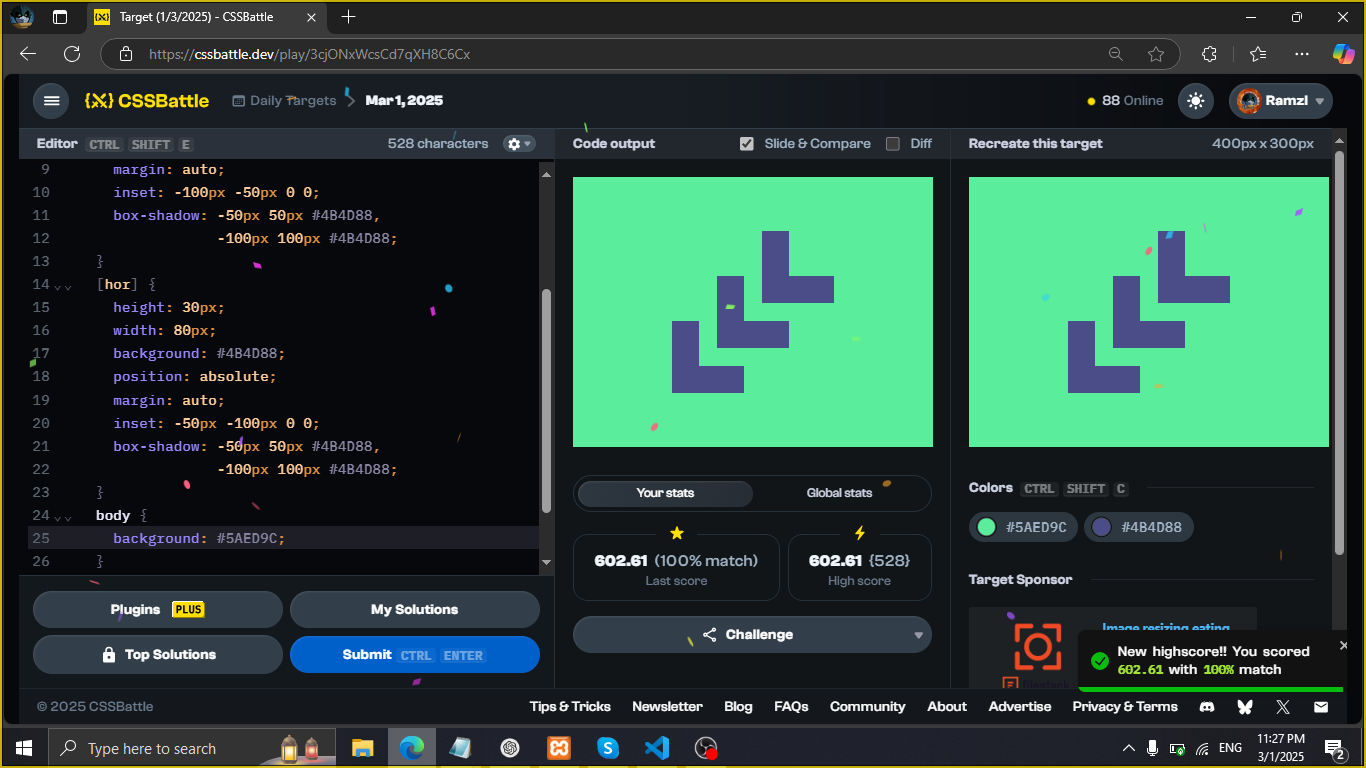 Target (1/3/2025) - CSSBattle
https://cssbattle.dev/play/3cjONxWcsCd7qXH8C6Cx
{X} CSSBattle
Daily Targets
Mar 1, 2025
88 Online
Ramzl
Editor CTRL SHIFT E
528 characters
9 margin: auto;
10 inset: -100px -50px 0 0;
11 box-shadow: -50px 50px #4B4D88,
12 -100px 100px #4B4D88;
13 }
14 [hor] {
15 height: 30px;
16 width: 80px;
17 background: #4B4D88;
18 position: absolute;
19 margin: auto;
20 inset: -50px -100px 0 0;
21 box-shadow: -50px 50px #4B4D88,
22 -100px 100px #4B4D88;
23 }
24 body {
25 background: #5AED9C;
26 }
Plugins PLUS
My Solutions
Top Solutions
Submit CTRL ENTER
Code output
Slide & Compare
Diff
Your stats
Global stats
602.61 (100% match)
Last score
602.61 {528}
High score
Challenge
Recreate this target
400px x 300px
Colors CTRL SHIFT C
#5AED9C
#4B4D88
Target Sponsor
Image resizing eating
New highscore!! You scored
602.61 with 100% match
© 2025 CSSBattle
Tips & Tricks
Newsletter
Blog
FAQs
Community
About
Advertise
Privacy & Terms
Type here to search
ENG
11:27 PM
3/1/2025
2